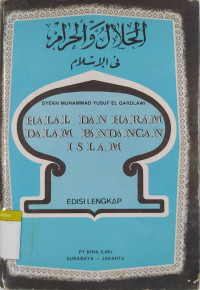 الحلال والحرام
فى الإسلام
SYEKH MUHAMMAD YUSUF EL QARDLAWI
HALAL DAN HARAM
DALAM PANDANGAN
ISLAM
EDISI LENGKAP
PT BINA ILMU
SURABAYA — JAKARTA